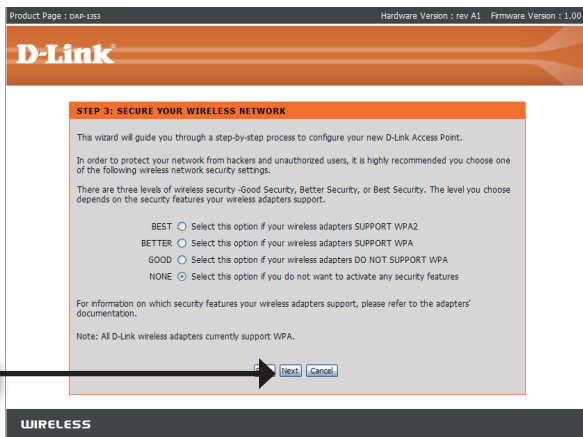 Product Page : DAP-1353 Hardware Version : rev A1 Firmware Version : 1.00
D-Link
STEP 3: SECURE YOUR WIRELESS NETWORK
This wizard will guide you through a step-by-step process to configure your new D-Link Access Point.
In order to protect your network from hackers and unauthorized users, it is highly recommended you choose one
of the following wireless network security settings.
There are three levels of wireless security -Good Security, Better Security, or Best Security. The level you choose
depends on the security features your wireless adapters support.
BEST Select this option if your wireless adapters SUPPORT WPA2
BETTER Select this option if your wireless adapters SUPPORT WPA
GOOD Select this option if your wireless adapters DO NOT SUPPORT WPA
NONE Select this option if you do not want to activate any security features
For information on which security features your wireless adapters support, please refer to the adapters'
documentation.
Note: All D-Link wireless adapters currently support WPA.
Next Cancel
WIRELESS